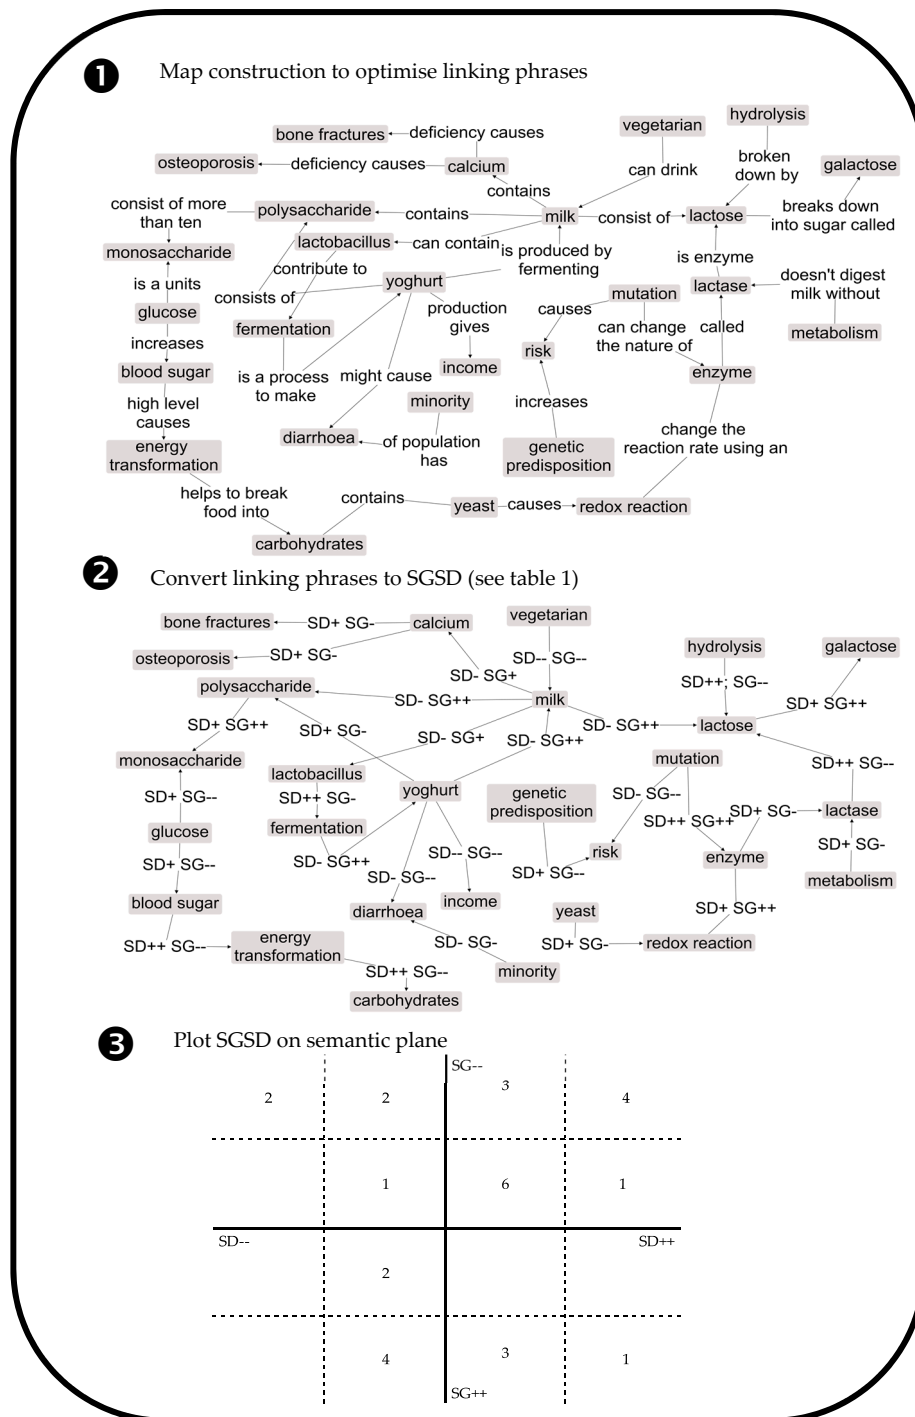 ❶ Map construction to optimise linking phrases
hydrolysis
vegetarian
bone fractures
deficiency causes
osteoporosis
deficiency causes
calcium
can drink
broken
down by
galactose
contains
consist of more
than ten
polysaccharide
contains
milk
consist of
lactose
breaks down
into sugar called
monosaccharide
lactobacillus
can contain
is produced by
fermenting
is enzyme
is a units
contribute to
yoghurt
consists of
mutation
lactase
doesn't digest
milk without
glucose
fermentation
production
gives
causes
can change
the nature of
called
metabolism
increases
risk
blood sugar
is a process
to make
might cause
income
enzyme
high level
causes
minority
increases
energy
transformation
diarrhoea
of population
has
genetic
predisposition
change the
reaction rate using an
helps to break
food into
contains
yeast
causes
redox reaction
carbohydrates
❷ Convert linking phrases to SGSD (see table 1)
bone fractures
SD+ SG-
calcium
vegetarian
osteoporosis
SD+ SG-
SD-- SG--
hydrolysis
galactose
polysaccharide
SD- SG+
SD++; SG--
SD- SG++
milk
SD+ SG++
SD+ SG++
SD+ SG-
SD- SG+
SD- SG++
SD- SG++
lactose
monosaccharide
lactobacillus
mutation
SD++ SG--
SD+ SG--
SD++ SG-
yoghurt
genetic
predisposition
SD- SG--
SD+ SG-
lactase
glucose
fermentation
SD++ SG++
SD+ SG--
SD- SG++
SD-- SG--
risk
enzyme
SD+ SG-
SD- SG--
SD+ SG--
metabolism
blood sugar
diarrhoea
income
yeast
SD+ SG++
SD++ SG--
energy
transformation
SD- SG-
SD+ SG-
redox reaction
SD++ SG--
minority
carbohydrates
❸ Plot SGSD on semantic plane
SG--
2 2 3 4
1 6 1
SD-- SD++
2
4 3 1
SG++